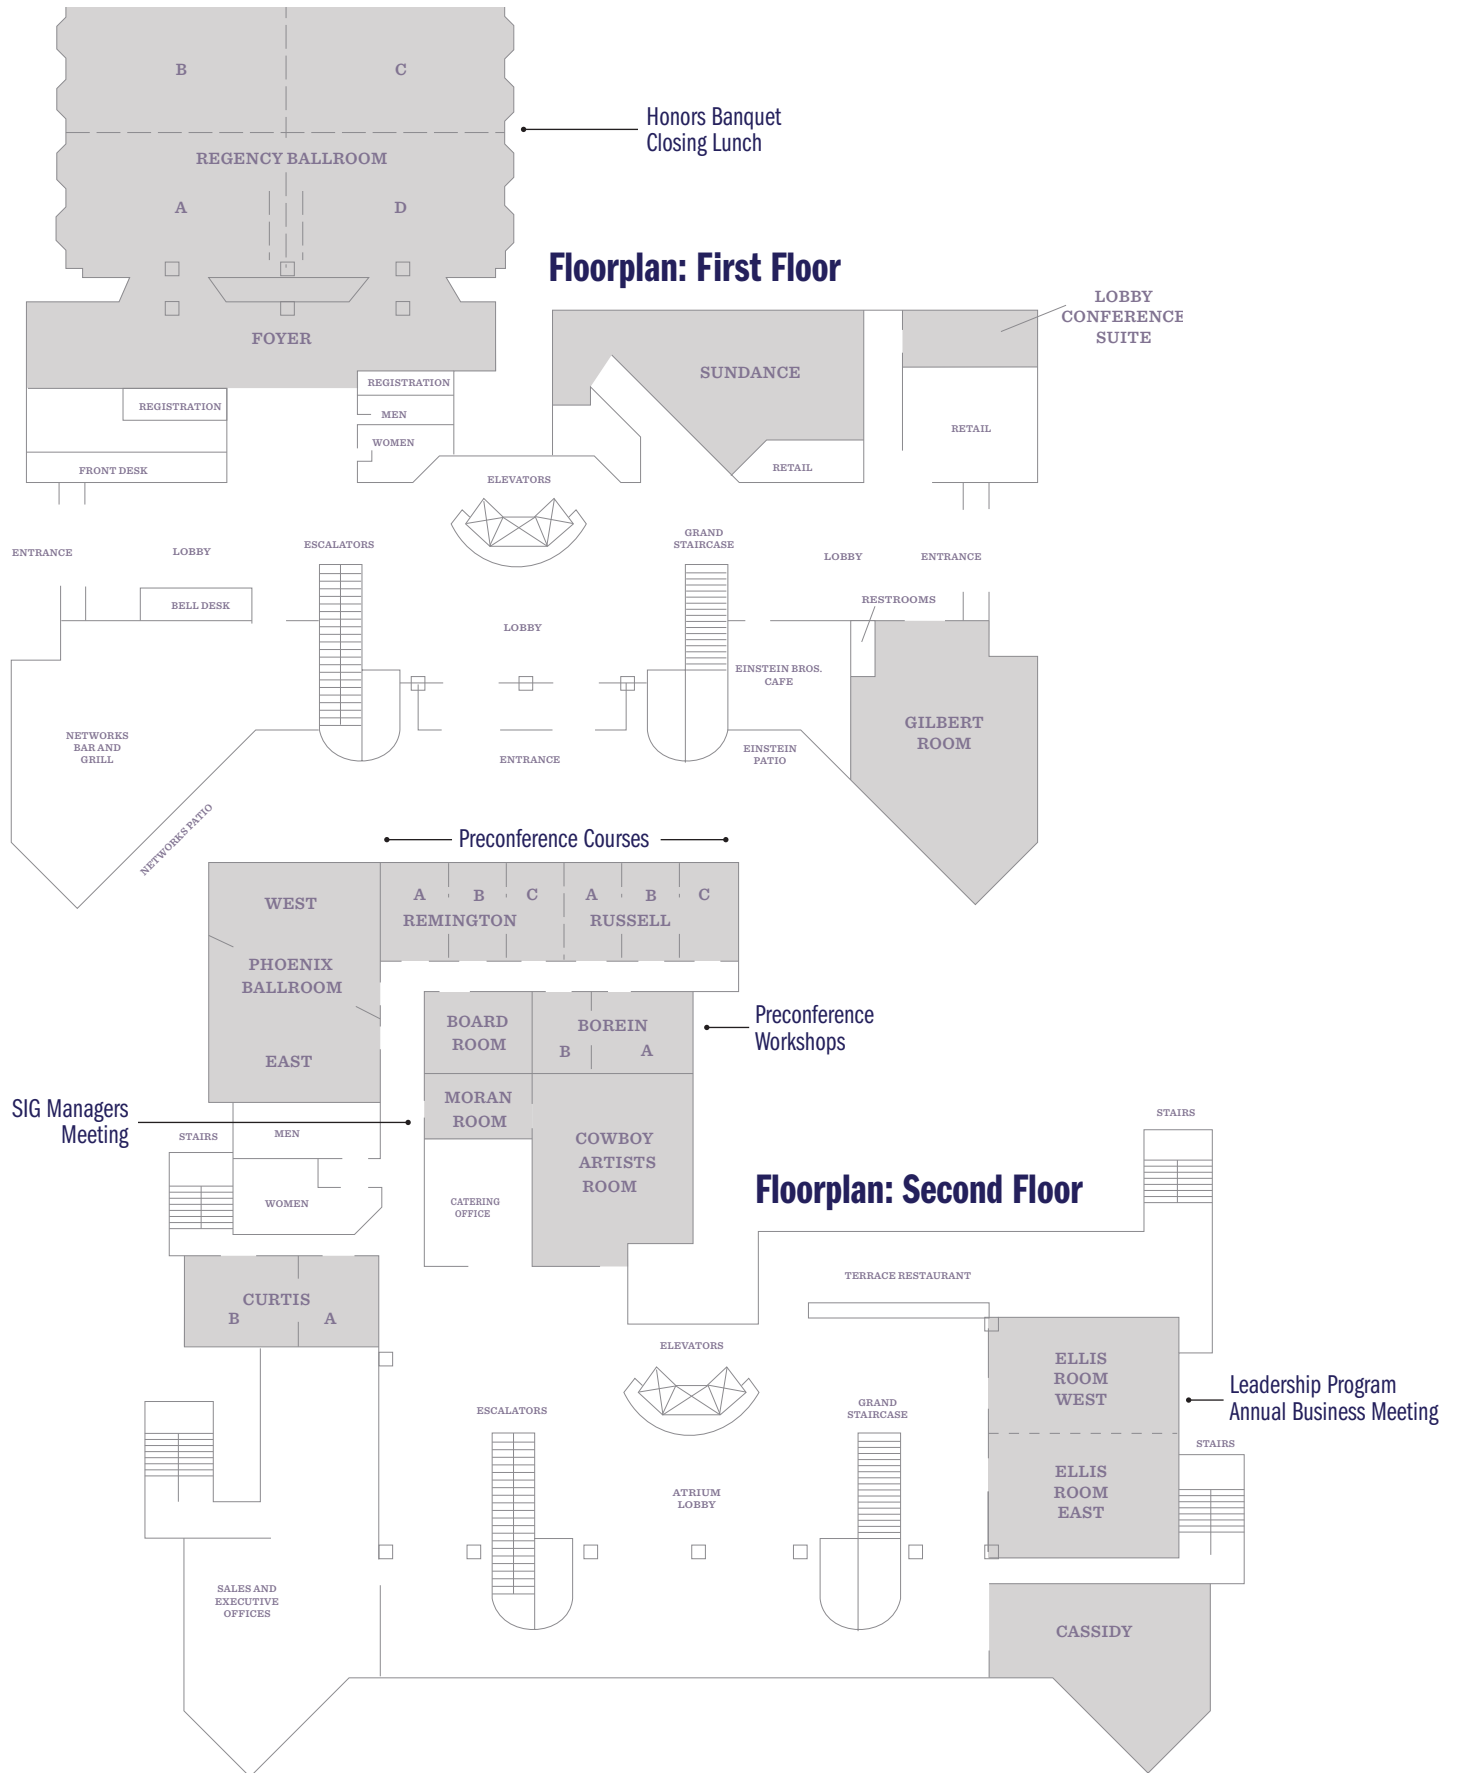 B
C
Honors Banquet
Closing Lunch
REGENCY BALLROOM
A
D
Floorplan: First Floor
LOBBY
CONFERENCE
SUITE
FOYER
SUNDANCE
REGISTRATION
REGISTRATION
MEN
WOMEN
RETAIL
FRONT DESK
RETAIL
ELEVATORS
GRAND
STAIRCASE
ENTRANCE
LOBBY
ESCALATORS
LOBBY
ENTRANCE
BELL DESK
RESTROOMS
LOBBY
EINSTEIN BROS.
CAFE
GILBERT
ROOM
NETWORKS
BAR AND
GRILL
ENTRANCE
EINSTEIN
PATIO
NETWORKS PATIO
Preconference Courses
WEST
A
B
C
A
B
C
REMINGTON
RUSSELL
PHOENIX
BALLROOM
BOARD
ROOM
BOREIN
B
A
Preconference
Workshops
EAST
MORAN
ROOM
SIG Managers
Meeting
STAIRS
MEN
STAIRS
COWBOY
ARTISTS
ROOM
WOMEN
CATERING
OFFICE
Floorplan: Second Floor
TERRACE RESTAURANT
CURTIS
B
A
ELEVATORS
ELLIS
ROOM
WEST
Leadership Program
Annual Business Meeting
ESCALATORS
GRAND
STAIRCASE
STAIRS
ATRIUM
LOBBY
ELLIS
ROOM
EAST
SALES AND
EXECUTIVE
OFFICES
CASSIDY